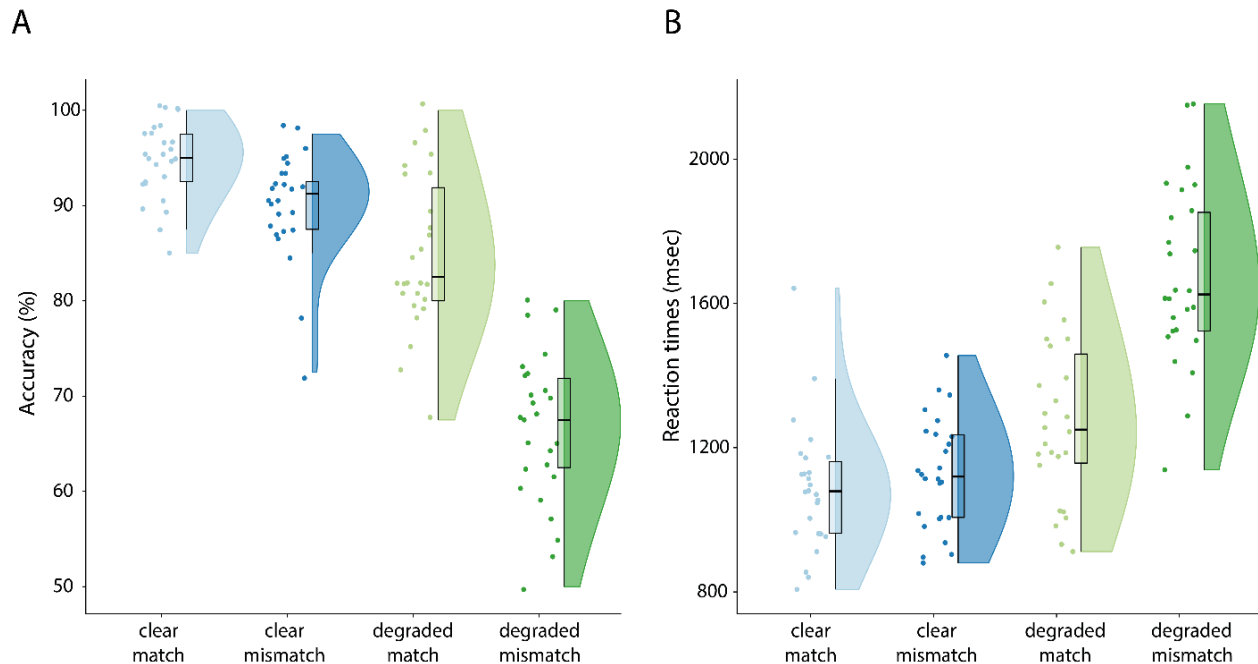 A
Accuracy (%)
100
90
80
70
60
50
clear
match
clear
mismatch
degraded
match
degraded
mismatch
B
Reaction times (msec)
2000
1600
1200
800
clear
match
clear
mismatch
degraded
match
degraded
mismatch